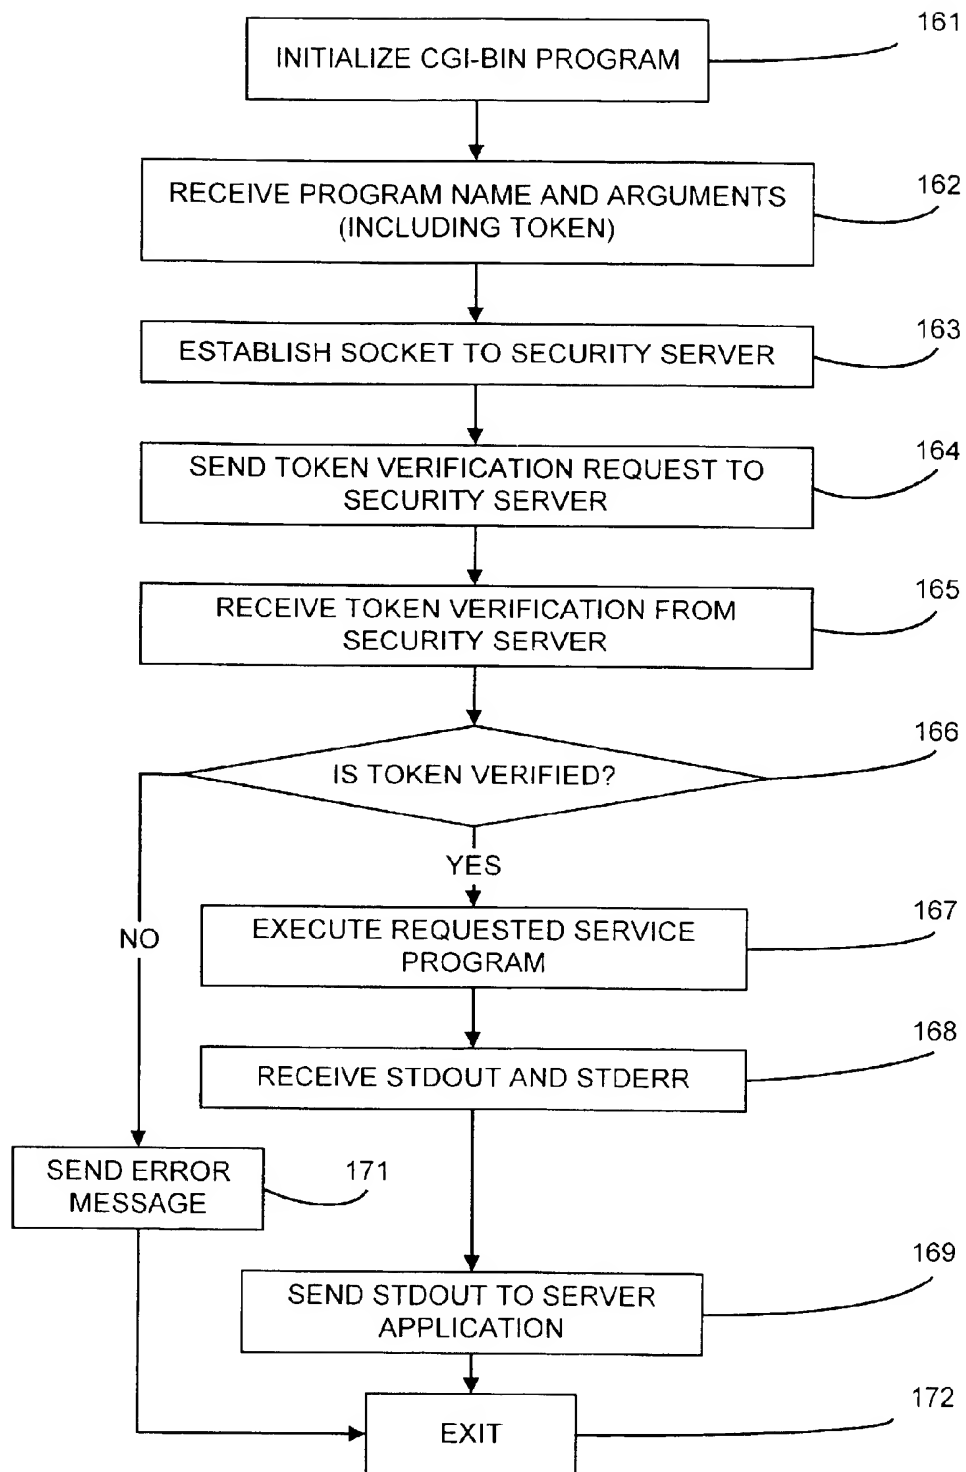 161
INITIALIZE CGI-BIN PROGRAM
162
RECEIVE PROGRAM NAME AND ARGUMENTS
(INCLUDING TOKEN)
163
ESTABLISH SOCKET TO SECURITY SERVER
164
SEND TOKEN VERIFICATION REQUEST TO
SECURITY SERVER
165
RECEIVE TOKEN VERIFICATION FROM
SECURITY SERVER
166
IS TOKEN VERIFIED?
YES
NO
167
EXECUTE REQUESTED SERVICE
PROGRAM
168
RECEIVE STDOUT AND STDERR
SEND ERROR
MESSAGE
171
169
SEND STDOUT TO SERVER
APPLICATION
172
EXIT